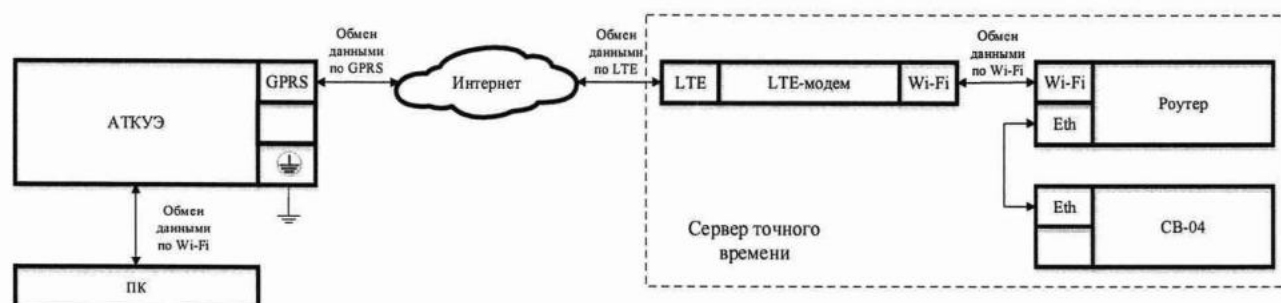 Обмен
данными
по GPRS
Обмен
данными
по LTE
Обмен
данными
по Wi-Fi
АТКУЭ
GPRS
Интернет
LTE
LTE-модем
Wi-Fi
Wi-Fi
Роутер
Eth
Обмен
данными
по Wi-Fi
Сервер точного
времени
Eth
СВ-04
ПК